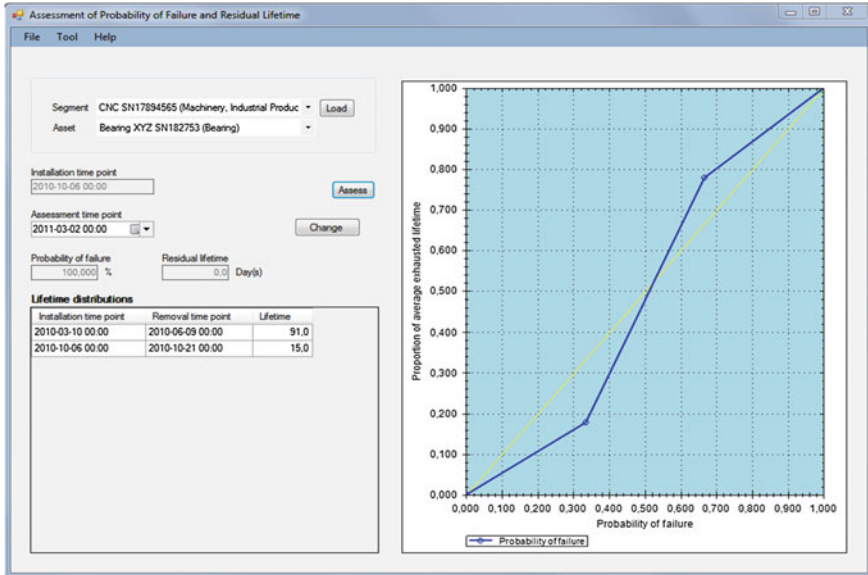 Assessment of Probability of Failure and Residual Lifetime
File Tool Help
Segment CNC SN17894565 (Machinery, Industrial Produc Load
Asset Bearing XYZ SN182753 (Bearing)
Installation time point
2010-10-06 00:00
Assess
Assessment time point
2011-03-02 00:00
Change
Probability of failure Residual lifetime
100,000 % 0,0 Day(s)
Lifetime distributions
Installation time point Removal time point Lifetime
2010-03-10 00:00 2010-06-09 00:00 91,0
2010-10-06 00:00 2010-10-21 00:00 15,0
Proportion of average exhausted lifetime
1,000
0,900
0,800
0,700
0,600
0,500
0,400
0,300
0,200
0,100
0,000
0,000 0,100 0,200 0,300 0,400 0,500 0,600 0,700 0,800 0,900 1,000
Probability of failure
Probability of failure